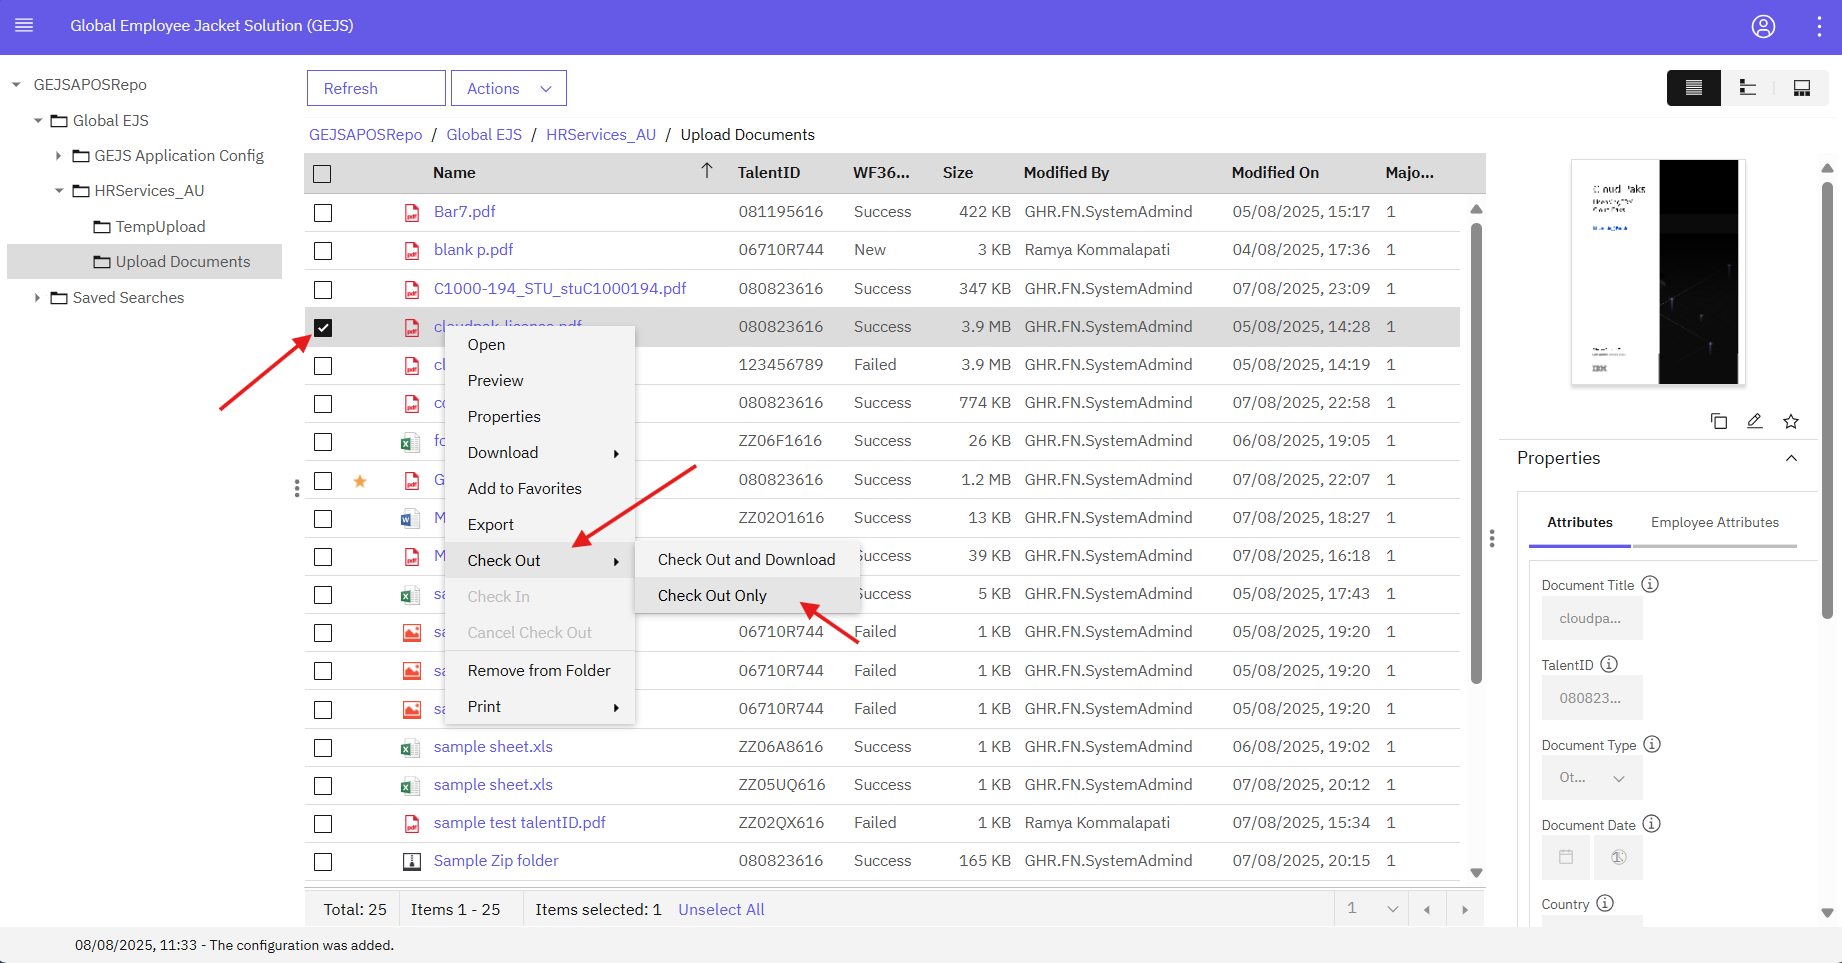 Global Employee Jacket Solution (GEJS)
GEJSAPOSRepo
Global EJS
GEJS Application Config
HRServices_AU
TempUpload
Upload Documents
Saved Searches
Refresh
Actions
GEJSAPOSRepo / Global EJS / HRServices_AU / Upload Documents
Name TalentID WF36... Size Modified By Modified On Majo...
Bar7.pdf 081195616 Success 422 KB GHR.FN.SystemAdmind 05/08/2025, 15:17 1
blank p.pdf 06710R744 New 3 KB Ramya Kommalapati 04/08/2025, 17:36 1
C1000-194_STU_stuC1000194.pdf 080823616 Success 347 KB GHR.FN.SystemAdmind 07/08/2025, 23:09 1
cloudpak-license.pdf 080823616 Success 3.9 MB GHR.FN.SystemAdmind 05/08/2025, 14:28 1
123456789 Failed 3.9 MB GHR.FN.SystemAdmind 05/08/2025, 14:19 1
080823616 Success 774 KB GHR.FN.SystemAdmind 07/08/2025, 22:58 1
ZZ06F1616 Success 26 KB GHR.FN.SystemAdmind 06/08/2025, 19:05 1
080823616 Success 1.2 MB GHR.FN.SystemAdmind 07/08/2025, 22:07 1
ZZ02O1616 Success 13 KB GHR.FN.SystemAdmind 07/08/2025, 18:27 1
39 KB GHR.FN.SystemAdmind 07/08/2025, 16:18 1
5 KB GHR.FN.SystemAdmind 05/08/2025, 17:43 1
06710R744 Failed 1 KB GHR.FN.SystemAdmind 05/08/2025, 19:20 1
06710R744 Failed 1 KB GHR.FN.SystemAdmind 05/08/2025, 19:20 1
06710R744 Failed 1 KB GHR.FN.SystemAdmind 05/08/2025, 19:20 1
sample sheet.xls ZZ06A8616 Success 1 KB GHR.FN.SystemAdmind 06/08/2025, 19:02 1
sample sheet.xls ZZ05UQ616 Success 1 KB GHR.FN.SystemAdmind 07/08/2025, 20:12 1
sample test talentID.pdf ZZ02QX616 Failed 1 KB Ramya Kommalapati 07/08/2025, 15:34 1
Sample Zip folder 080823616 Success 165 KB GHR.FN.SystemAdmind 07/08/2025, 20:15 1
Open
Preview
Properties
Download
Add to Favorites
Export
Check Out
Check In
Cancel Check Out
Remove from Folder
Print
Check Out and Download
Check Out Only
Total: 25 Items 1 - 25 Items selected: 1 Unselect All 1
08/08/2025, 11:33 - The configuration was added.
IBM
Properties
Attributes Employee Attributes
Document Title
cloudpa...
TalentID
080823...
Document Type
Ot...
Document Date
Country